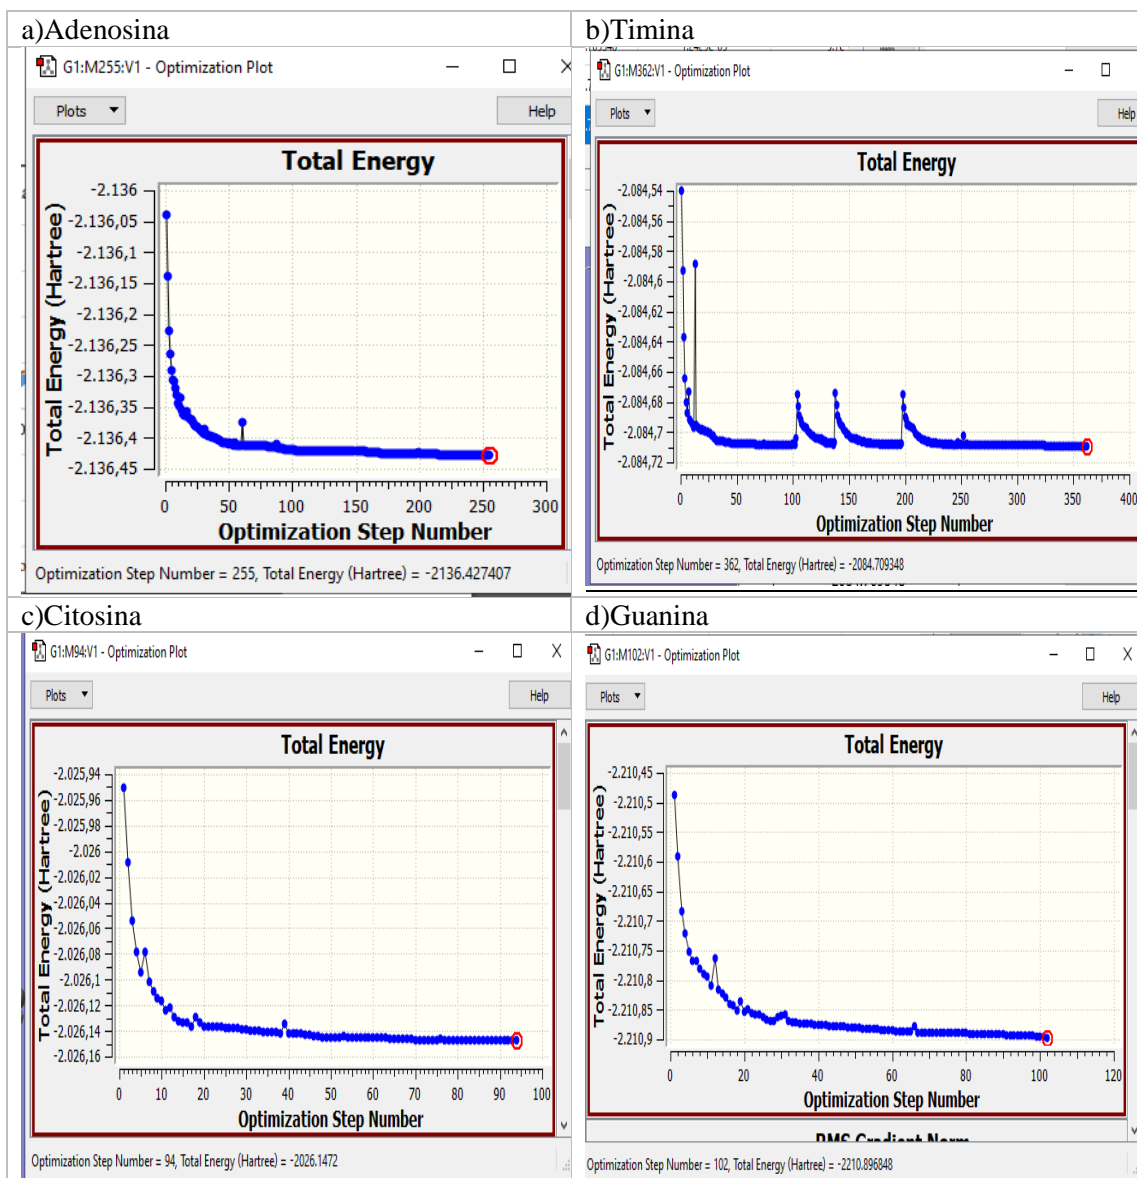 a)Adenosina
G1:M255:V1 - Optimization Plot
Plots
Help
Total Energy
Total Energy (Hartree)
-2.136
-2.136,05
-2.136,1
-2.136,15
-2.136,2
-2.136,25
-2.136,3
-2.136,35
-2.136,4
-2.136,45
0 50 100 150 200 250 300
Optimization Step Number
Optimization Step Number = 255, Total Energy (Hartree) = -2136.427407
b)Timina
G1:M362:V1 - Optimization Plot
Plots
Help
Total Energy
Total Energy (Hartree)
-2.084,54
-2.084,56
-2.084,58
-2.084,6
-2.084,62
-2.084,64
-2.084,66
-2.084,68
-2.084,7
-2.084,72
0 50 100 150 200 250 300 350 400
Optimization Step Number
Optimization Step Number = 362, Total Energy (Hartree) = -2084.709348
c)Citosina
G1:M94:V1 - Optimization Plot
Plots
Help
Total Energy
Total Energy (Hartree)
-2.025,94
-2.025,96
-2.025,98
-2.026
-2.026,02
-2.026,04
-2.026,06
-2.026,08
-2.026,1
-2.026,12
-2.026,14
-2.026,16
0 10 20 30 40 50 60 70 80 90 100
Optimization Step Number
Optimization Step Number = 94, Total Energy (Hartree) = -2026.1472
d)Guanina
G1:M102:V1 - Optimization Plot
Plots
Help
Total Energy
Total Energy (Hartree)
-2.210,45
-2.210,5
-2.210,55
-2.210,6
-2.210,65
-2.210,7
-2.210,75
-2.210,8
-2.210,85
-2.210,9
0 20 40 60 80 100 120
Optimization Step Number
RMS Gradient Norm
Optimization Step Number = 102, Total Energy (Hartree) = -2210.896848